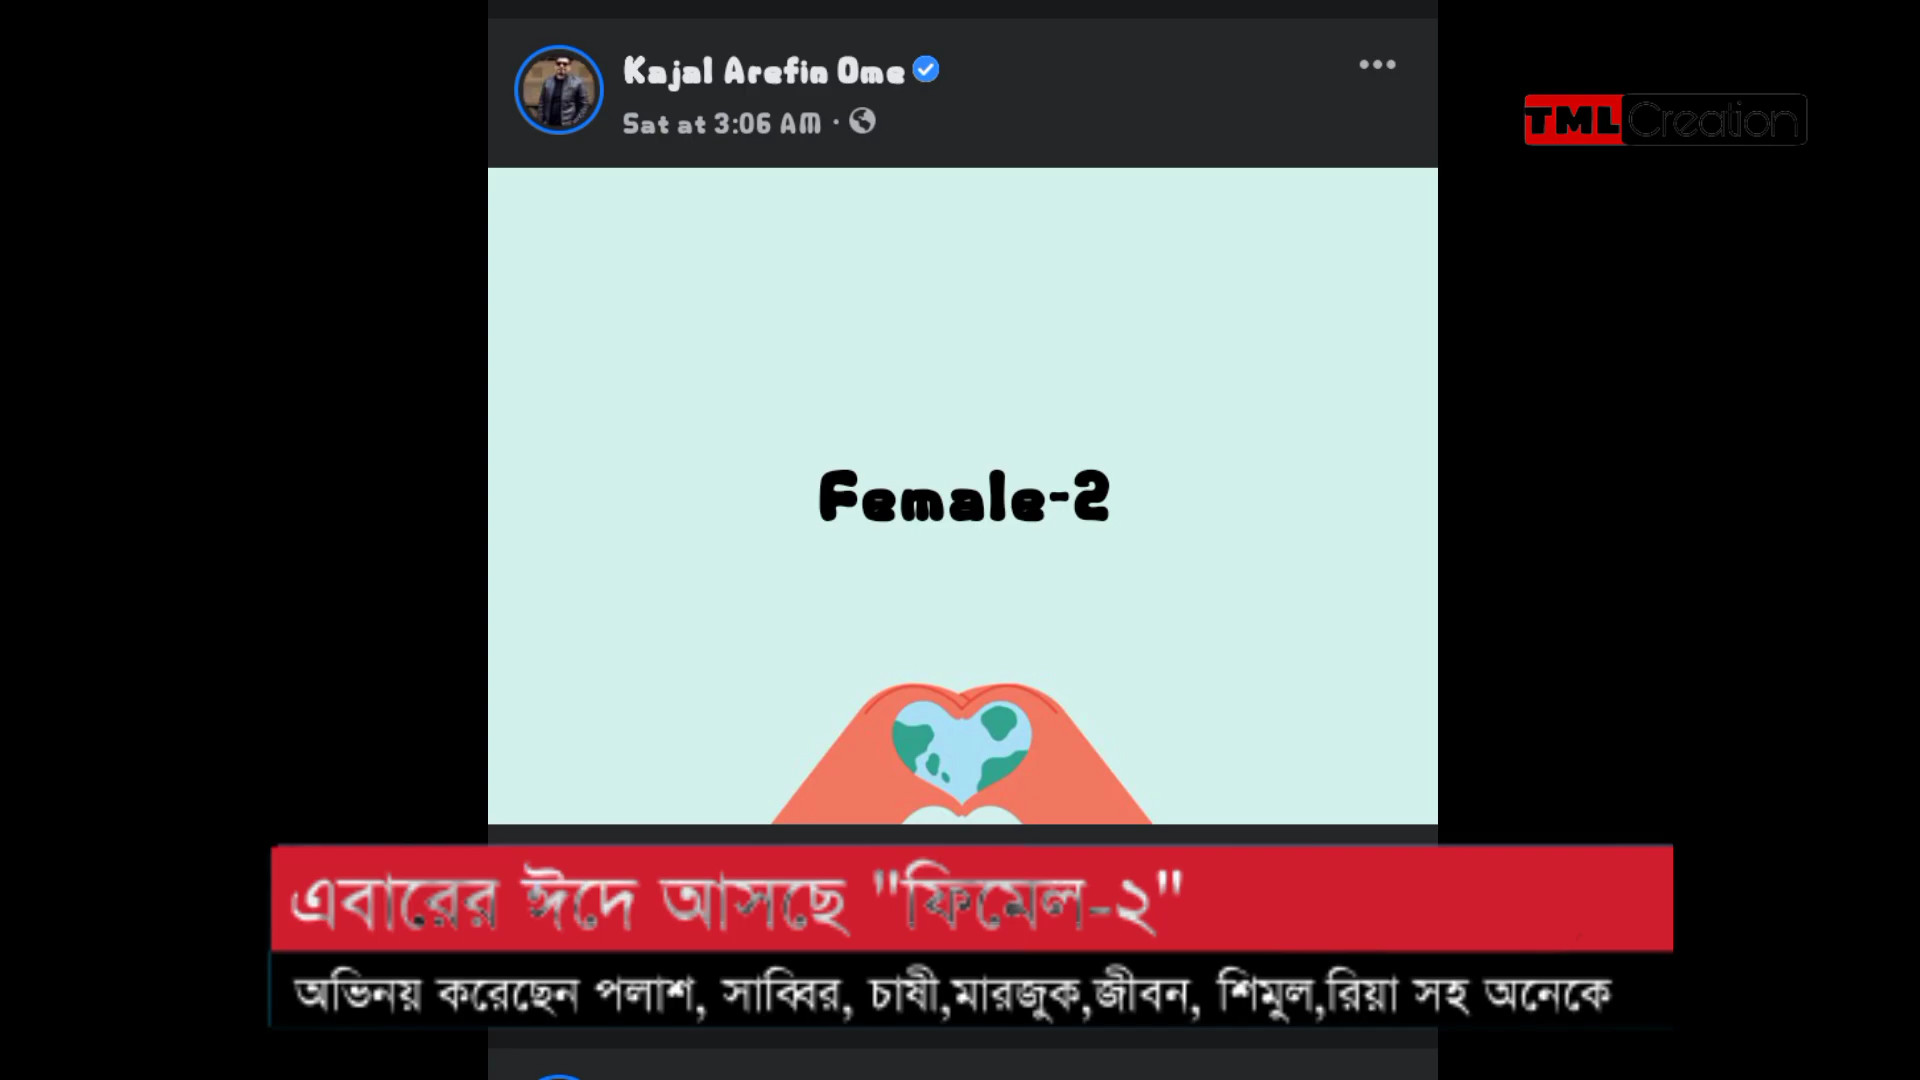 Kajal Arefin Ome
Sat at 3:06 AM ·
TML Creation
Female-2
এবারের ঈদে আসছে "ফিমেল-২"
অভিনয় করেছেন পলাশ, সাব্বির, চাষী,মারজুক,জীবন, শিমুল,রিয়া সহ অনেকে